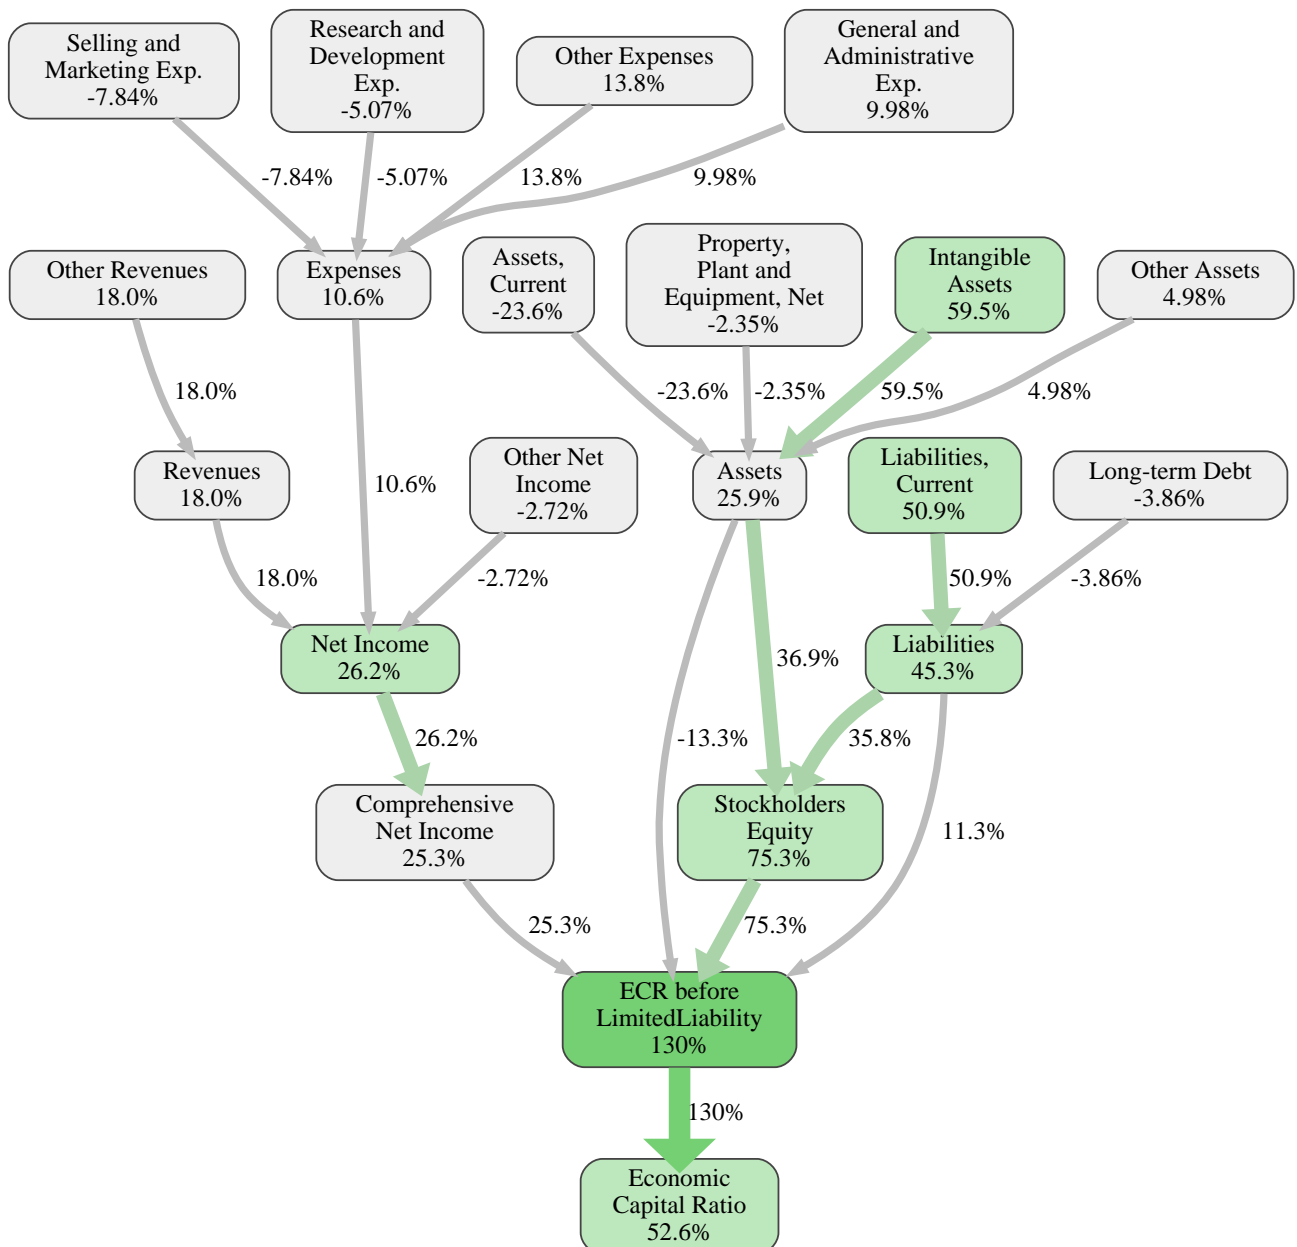 Selling and
Marketing Exp.
-7.84%
Research and
Development
Exp.
-5.07%
Other Expenses
13.8%
General and
Administrative
Exp.
9.98%
-7.84%
-5.07%
13.8%
9.98%
Other Revenues
18.0%
Expenses
10.6%
Assets,
Current
-23.6%
Property,
Plant and
Equipment, Net
-2.35%
Intangible
Assets
59.5%
Other Assets
4.98%
18.0%
-23.6%
-2.35%
59.5%
4.98%
Revenues
18.0%
10.6%
Other Net
Income
-2.72%
Assets
25.9%
Liabilities,
Current
50.9%
Long-term Debt
-3.86%
18.0%
-2.72%
50.9%
-3.86%
Net Income
26.2%
36.9%
Liabilities
45.3%
26.2%
-13.3%
35.8%
Comprehensive
Net Income
25.3%
Stockholders
Equity
75.3%
11.3%
25.3%
75.3%
ECR before
LimitedLiability
130%
130%
Economic
Capital Ratio
52.6%